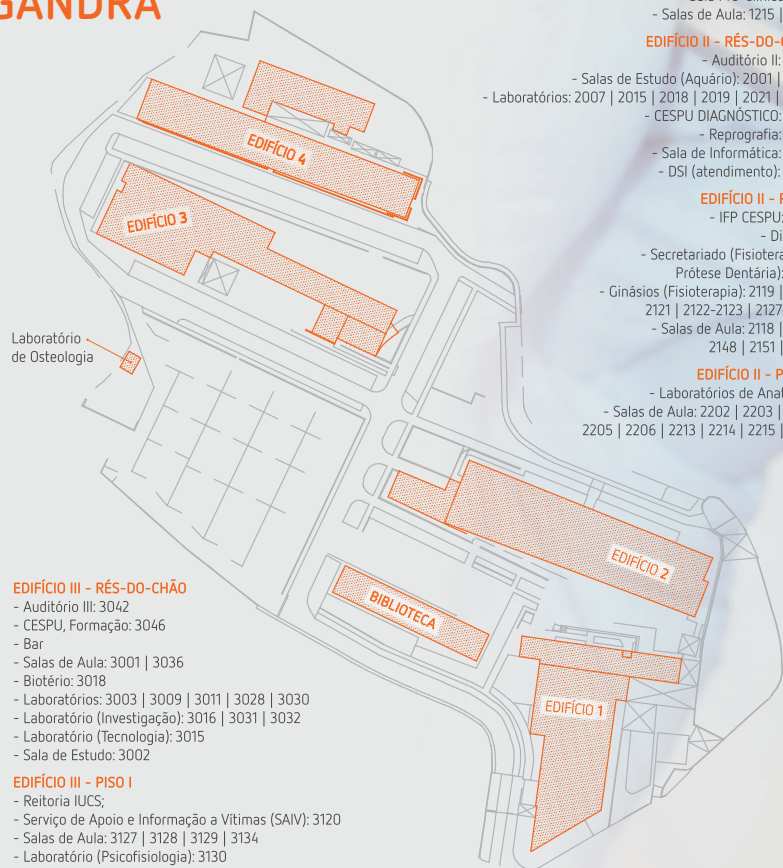 GANDRA
- Salas de Aula: 1215 |
EDIFÍCIO II - RÉS-DO-
- Auditório II:
- Salas de Estudo (Aquário): 2001 |
- Laboratórios: 2007 | 2015 | 2018 | 2019 | 2021 |
- CESPU DIAGNÓSTICO:
- Reprografia:
- Sala de Informática:
- DSI (atendimento):
EDIFÍCIO II -
- IFP CESPU:
- Secretariado
Prótese Dentária):
- Ginásios (Fisioterapia): 2119 |
2121 | 2122-2123 | 2127
- Salas de Aula: 2118 |
2148 | 2151 |
EDIFÍCIO II -
- Laboratórios de
- Salas de Aula: 2202 | 2203 |
2205 | 2206 | 2213 | 2214 | 2215 |
EDIFÍCIO 4
EDIFÍCIO 3
Laboratório
de Osteologia
EDIFÍCIO 2
BIBLIOTECA
EDIFÍCIO 1
EDIFÍCIO III - RÉS-DO-CHÃO
- Auditório III: 3042
- CESPU, Formação: 3046
- Bar
- Salas de Aula: 3001 | 3036
- Biotério: 3018
- Laboratórios: 3003 | 3009 | 3011 | 3028 | 3030
- Laboratório (Investigação): 3016 | 3031 | 3032
- Laboratório (Tecnologia): 3015
- Sala de Estudo: 3002
EDIFÍCIO III - PISO I
- Reitoria IUCS;
- Serviço de Apoio e Informação a Vítimas (SAIV): 3120
- Salas de Aula: 3127 | 3128 | 3129 | 3134
- Laboratório (Psicofisiologia): 3130